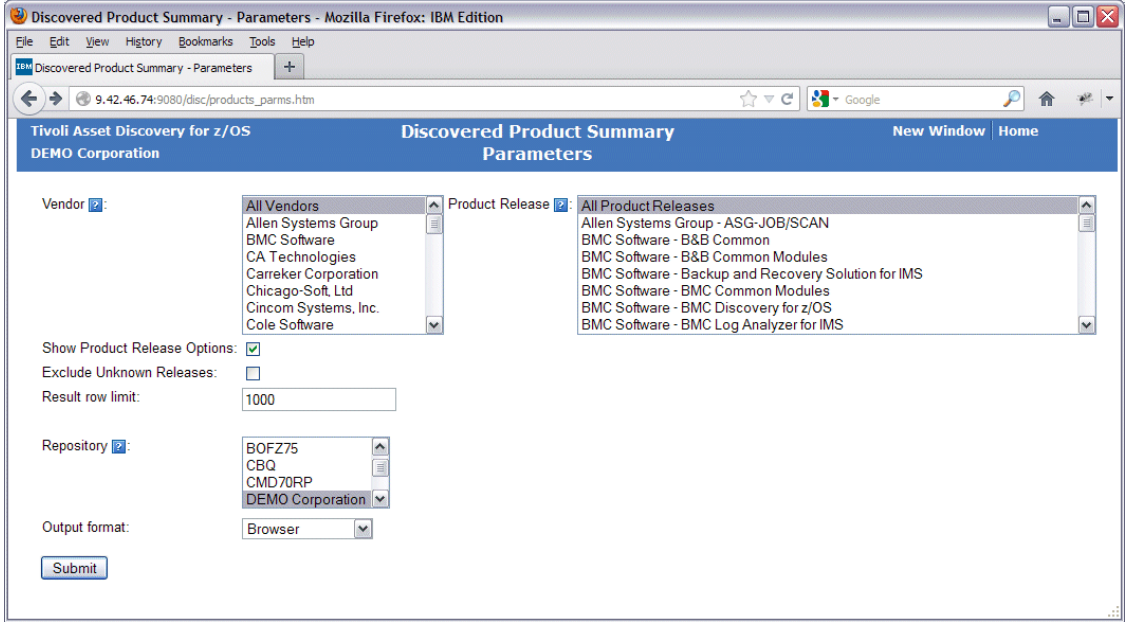 Discovered Product Summary - Parameters - Mozilla Firefox: IBM Edition
File Edit View History Bookmarks Tools Help
IBM Discovered Product Summary - Parameters +
9.42.46.74:9080/disc/products_parms.htm Google
Tivoli Asset Discovery for z/OS Discovered Product Summary New Window Home
DEMO Corporation Parameters
Vendor ?: All Vendors Product Release ?: All Product Releases
Allen Systems Group Allen Systems Group - ASG-JOB/SCAN
BMC Software BMC Software - B&B Common
CA Technologies BMC Software - B&B Common Modules
Carreker Corporation BMC Software - Backup and Recovery Solution for IMS
Chicago-Soft, Ltd BMC Software - BMC Common Modules
Cincom Systems, Inc. BMC Software - BMC Discovery for z/OS
Cole Software BMC Software - BMC Log Analyzer for IMS
Show Product Release Options:
Exclude Unknown Releases:
Result row limit: 1000
Repository ?: BOFZ75
CBQ
CMD70RP
DEMO Corporation
Output format: Browser
Submit